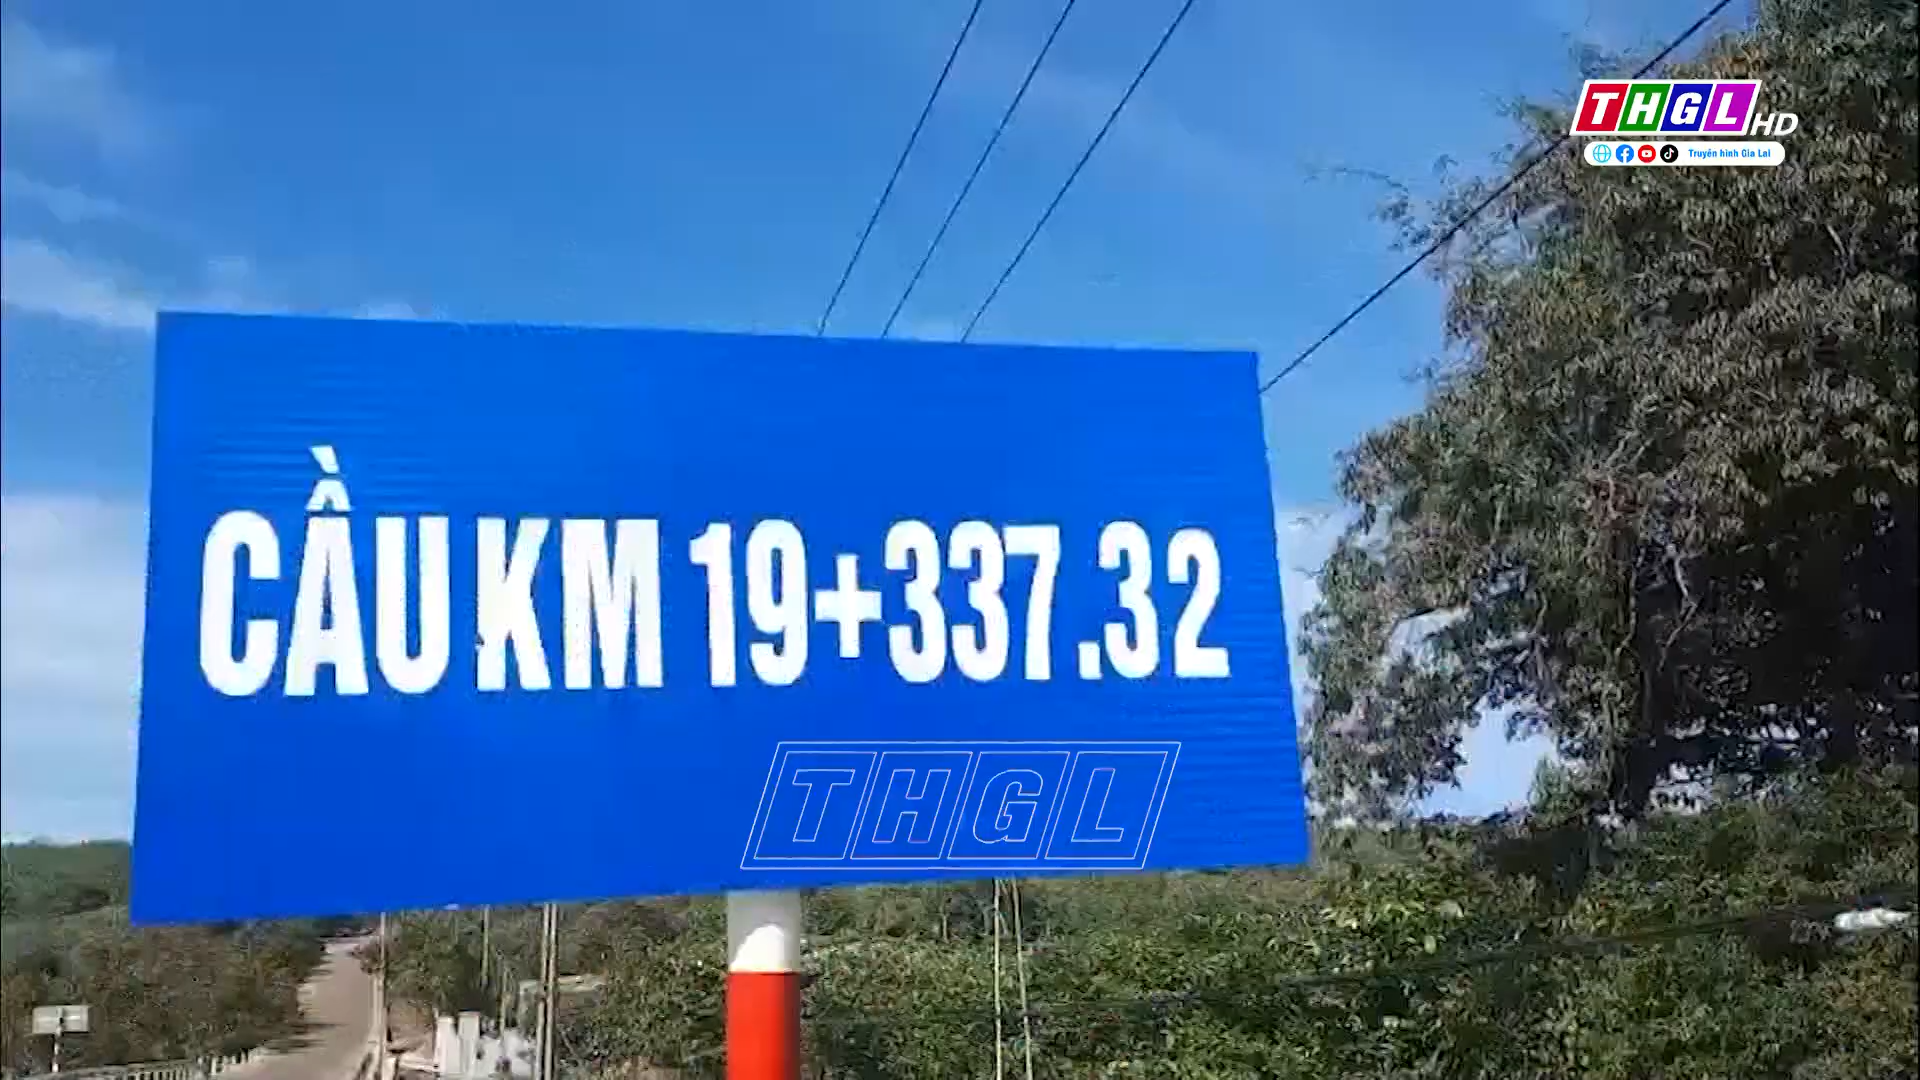 THGL HD
Truyền hình Gia Lai
CẦU KM 19+337.32
THGL